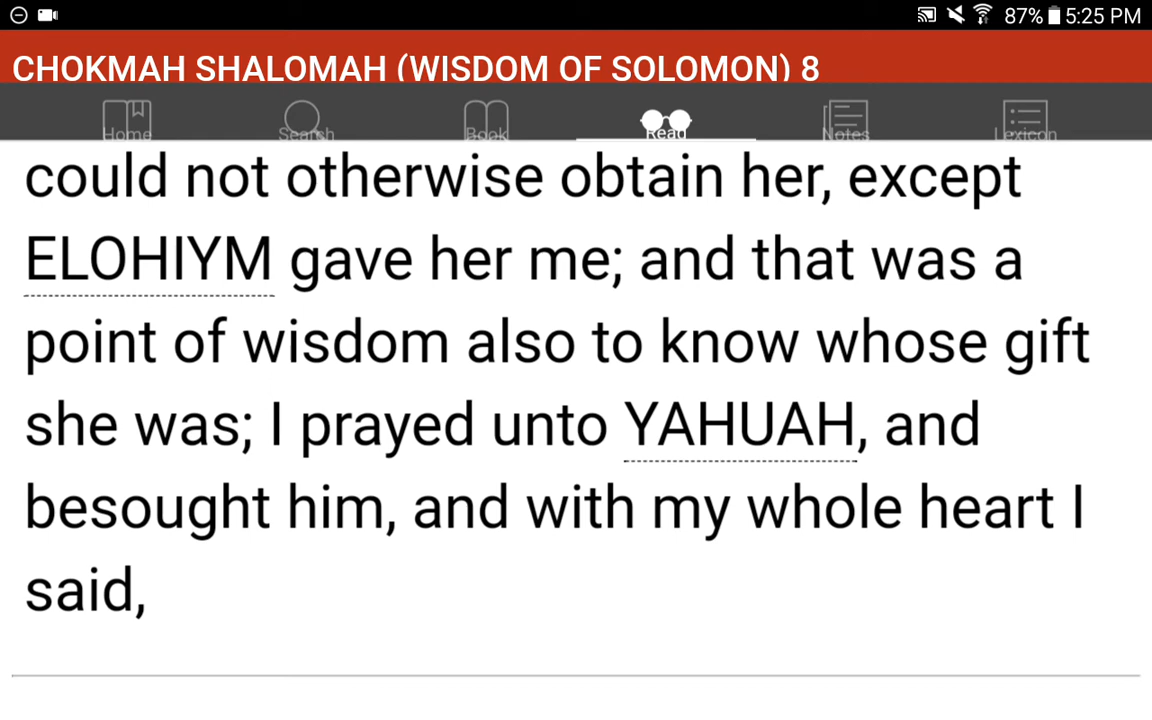 87% 5:25 PM
CHOKMAH SHALOMAH (WISDOM OF SOLOMON) 8
Home Search Book Read Notes Lexicon
could not otherwise obtain her, except
ELOHIYM gave her me; and that was a
point of wisdom also to know whose gift
she was; I prayed unto YAHUAH, and
besought him, and with my whole heart I
said,